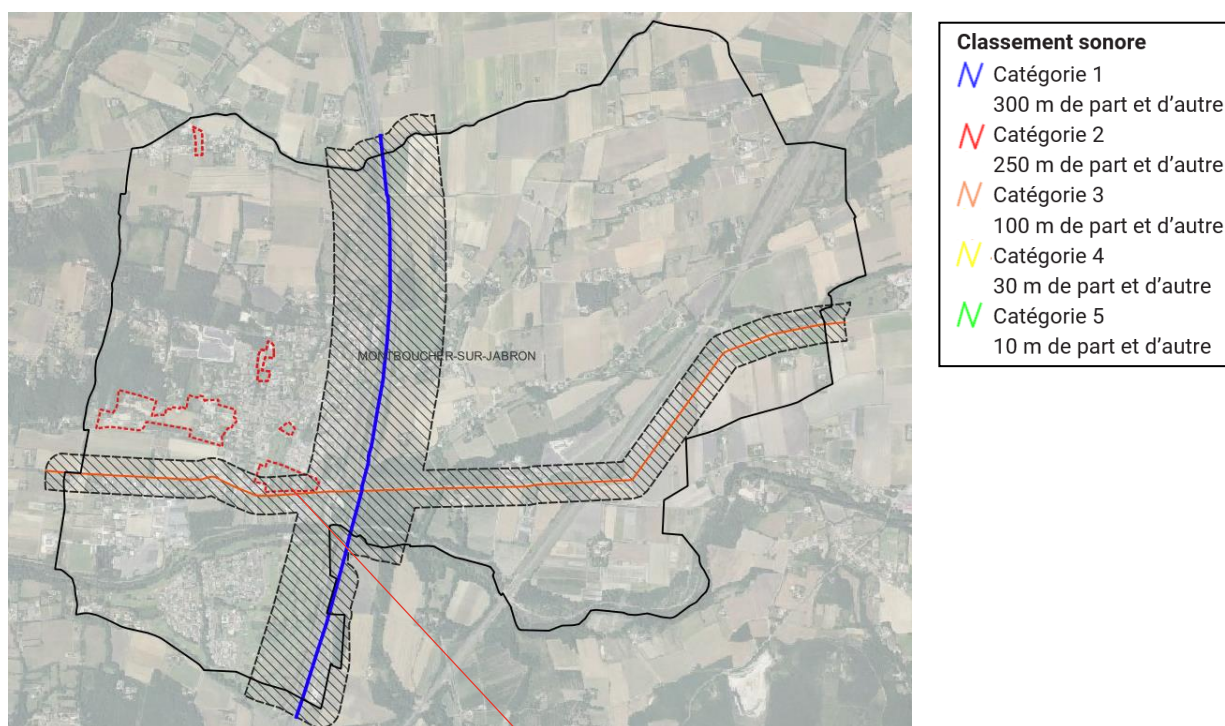 MONTBOUCHER-SUR-JABRON
Classement sonore
Catégorie 1
300 m de part et d'autre
Catégorie 2
250 m de part et d'autre
Catégorie 3
100 m de part et d'autre
Catégorie 4
30 m de part et d'autre
Catégorie 5
10 m de part et d'autre